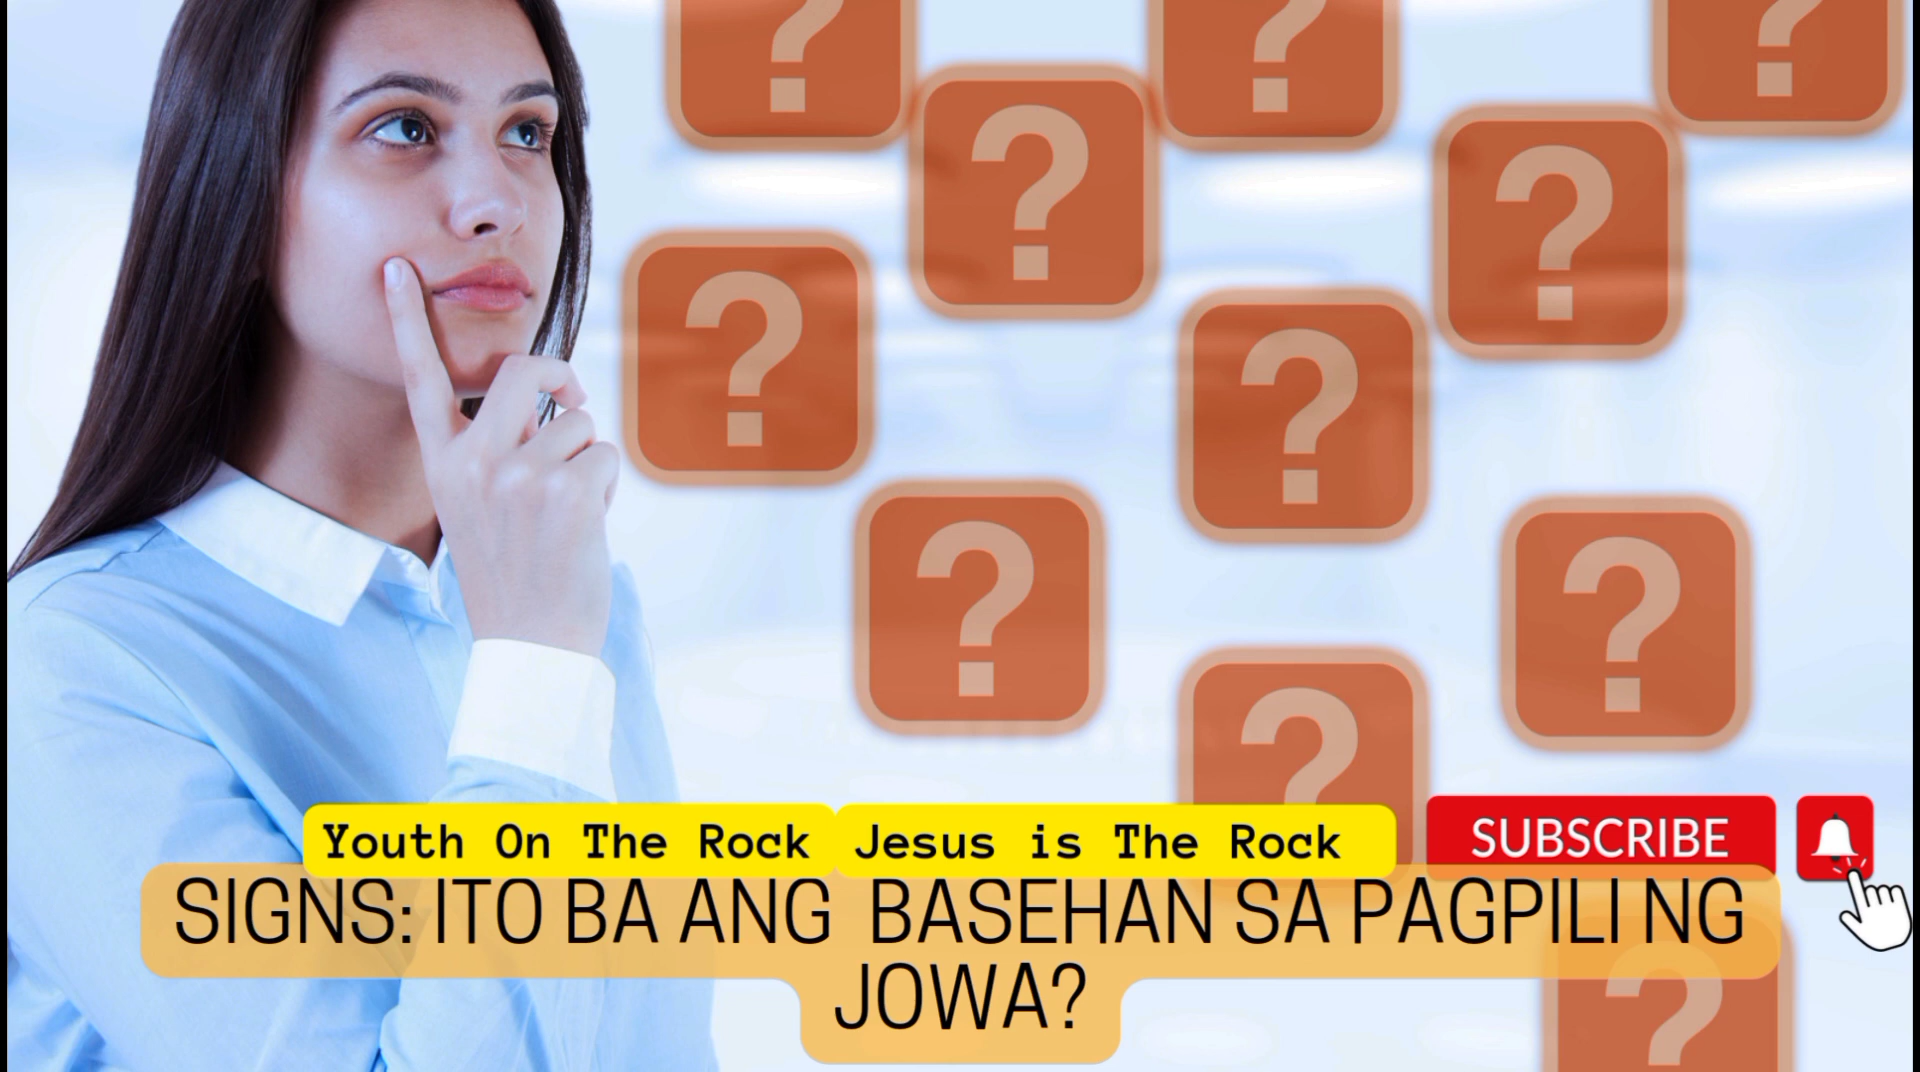 ?
?
?
?
?
?
?
?
?
?
Youth On The Rock Jesus is The Rock
SUBSCRIBE
SIGNS: ITO BA ANG BASEHAN SA PAGPILI NG
JOWA?
?